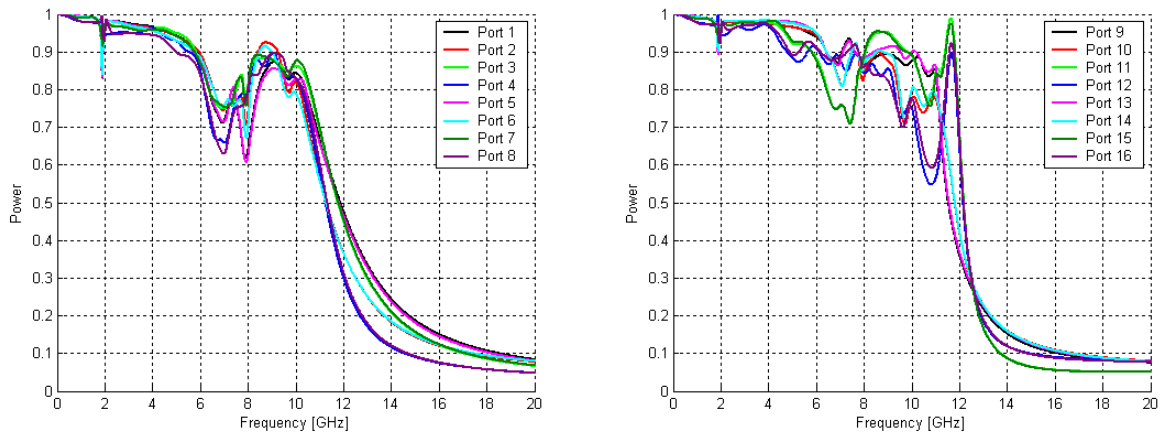 1
0.9
0.8
0.7
0.6
0.5
0.4
0.3
0.2
0.1
0
Power
0 2 4 6 8 10 12 14 16 18 20
Frequency [GHz]
Port 1
Port 2
Port 3
Port 4
Port 5
Port 6
Port 7
Port 8
1
0.9
0.8
0.7
0.6
0.5
0.4
0.3
0.2
0.1
0
Power
0 2 4 6 8 10 12 14 16 18 20
Frequency [GHz]
Port 9
Port 10
Port 11
Port 12
Port 13
Port 14
Port 15
Port 16